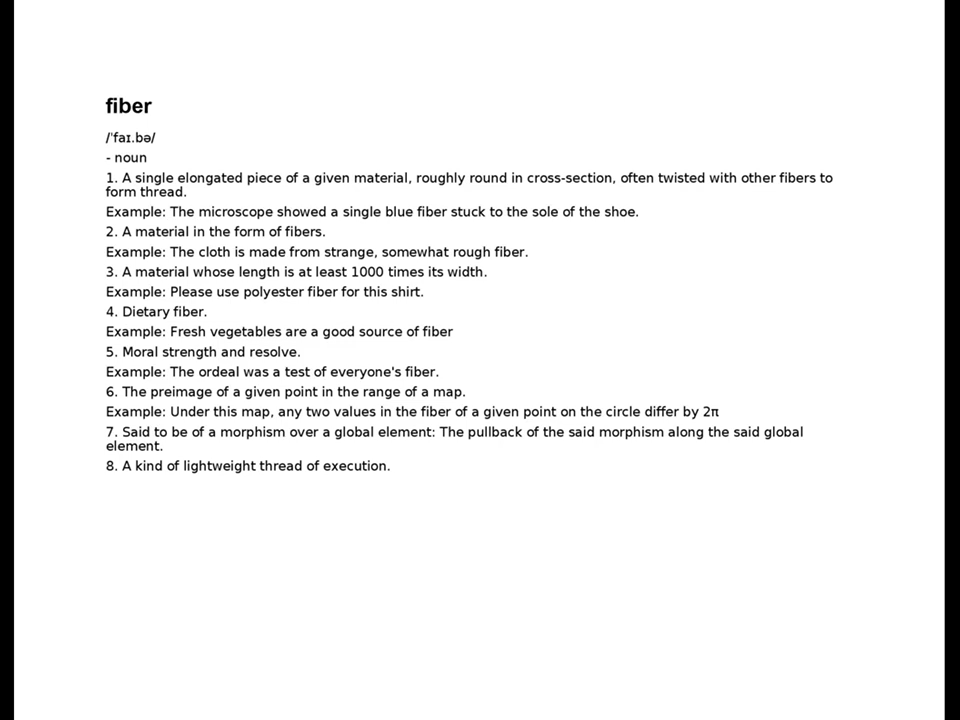 fiber
/ˈfaɪ.bə/
- noun
1. A single elongated piece of a given material, roughly round in cross-section, often twisted with other fibers to
form thread.
Example: The microscope showed a single blue fiber stuck to the sole of the shoe.
2. A material in the form of fibers.
Example: The cloth is made from strange, somewhat rough fiber.
3. A material whose length is at least 1000 times its width.
Example: Please use polyester fiber for this shirt.
4. Dietary fiber.
Example: Fresh vegetables are a good source of fiber
5. Moral strength and resolve.
Example: The ordeal was a test of everyone's fiber.
6. The preimage of a given point in the range of a map.
Example: Under this map, any two values in the fiber of a given point on the circle differ by 2π
7. Said to be of a morphism over a global element: The pullback of the said morphism along the said global
element.
8. A kind of lightweight thread of execution.